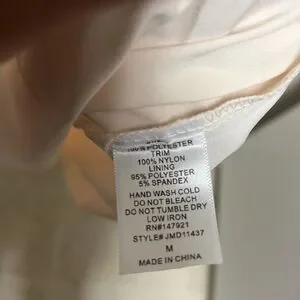 100% POLYESTER
TRIM
100% NYLON
LINING
95% POLYESTER
5% SPANDEX
HAND WASH COLD
DO NOT BLEACH
DO NOT TUMBLE DRY
LOW IRON
RN#147921
STYLE# JMD11437
M
MADE IN CHINA